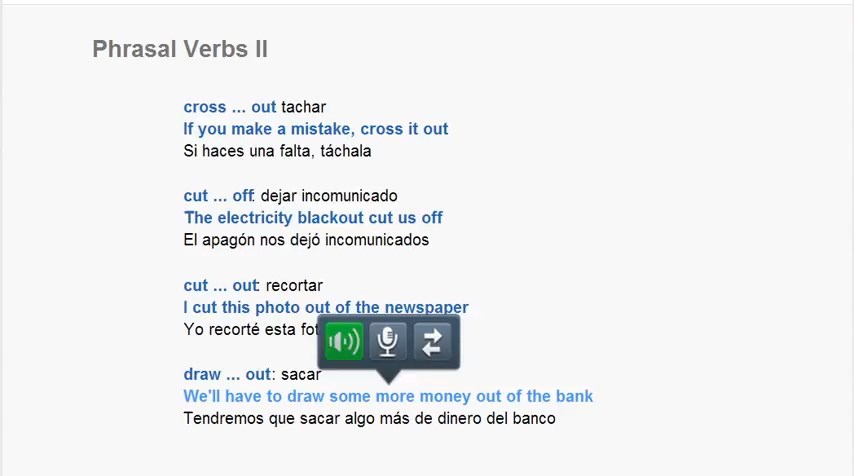 Phrasal Verbs II
cross ... out tachar
If you make a mistake, cross it out
Si haces una falta, táchala
cut ... off: dejar incomunicado
The electricity blackout cut us off
El apagón nos dejó incomunicados
cut ... out: recortar
I cut this photo out of the newspaper
Yo recorté esta
draw ... out: sacar
We'll have to draw some more money out of the bank
Tendremos que sacar algo más de dinero del banco